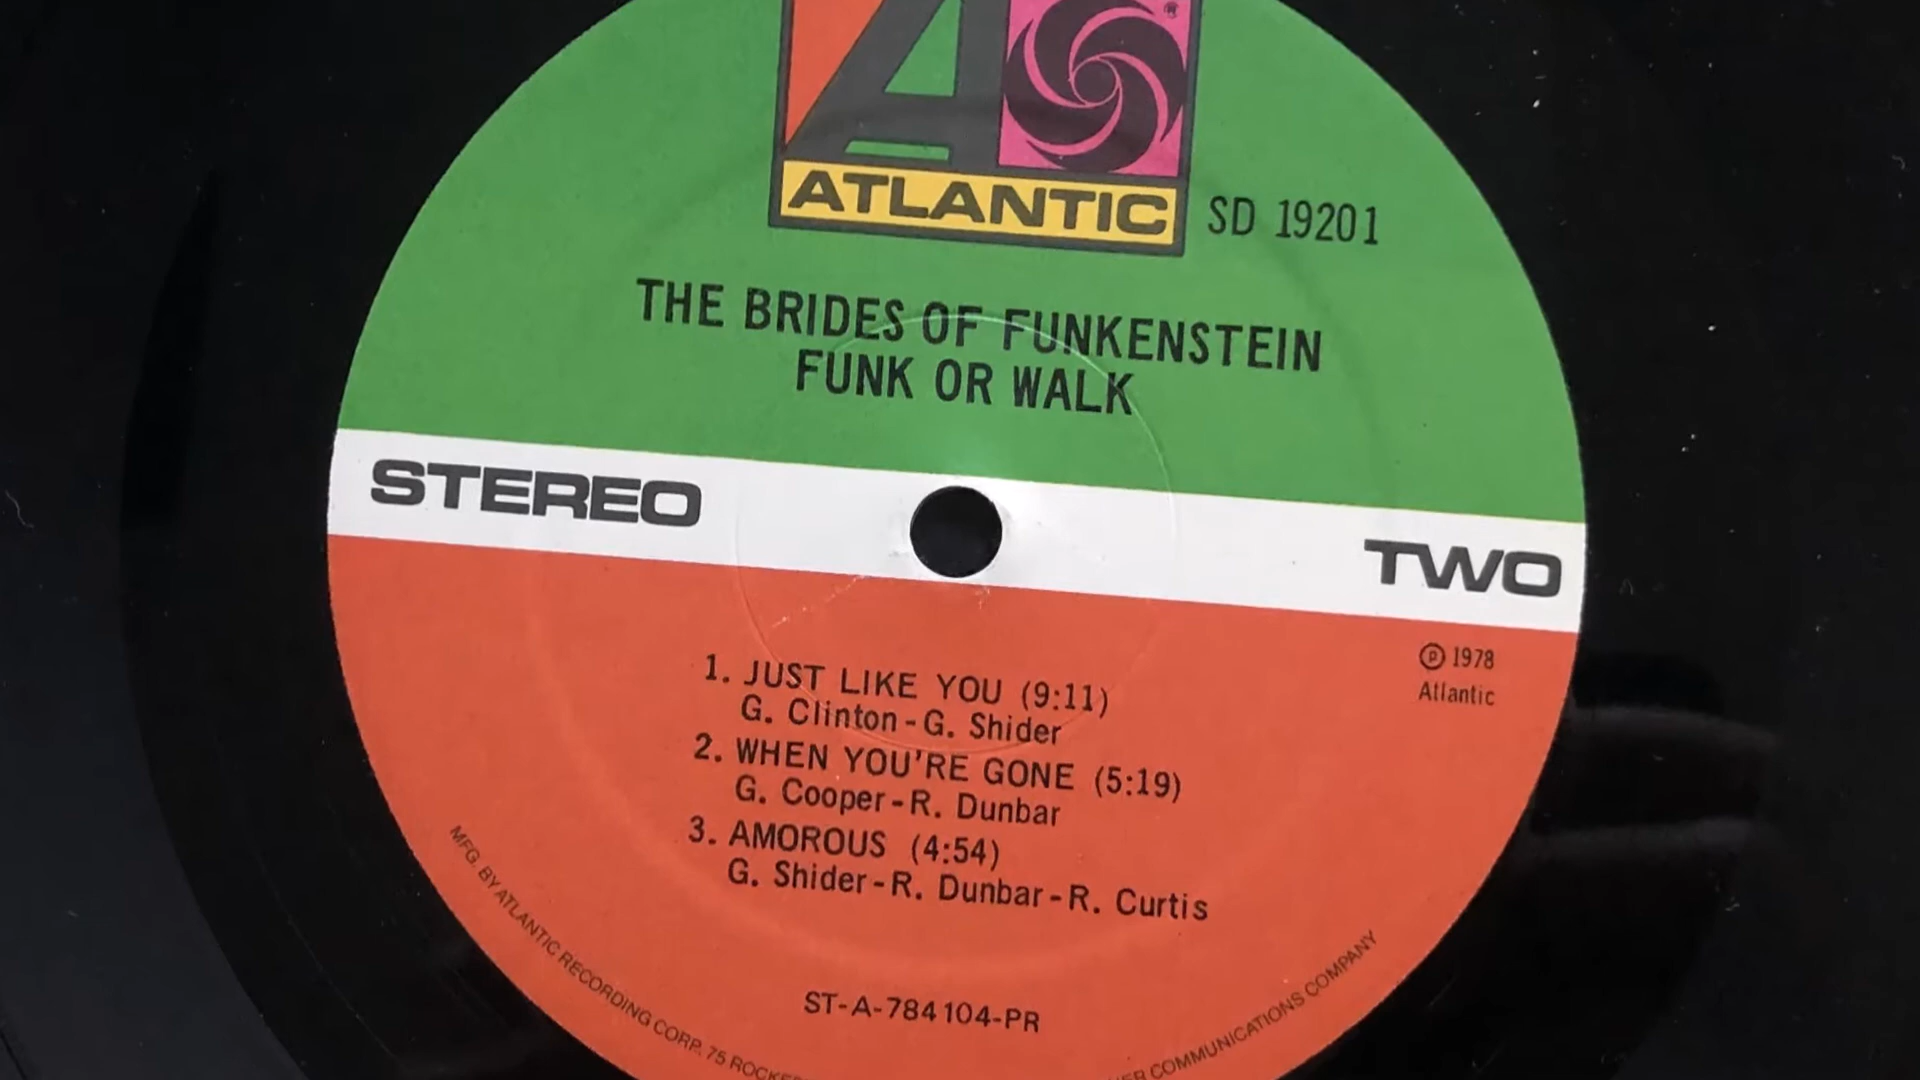 ATLANTIC
SD 19201
THE BRIDES OF FUNKENSTEIN
FUNK OR WALK
STEREO
TWO
Ⓟ 1978
Atlantic
1. JUST LIKE YOU (9:11)
G. Clinton-G. Shider
2. WHEN YOU'RE GONE (5:19)
G. Cooper-R. Dunbar
3. AMOROUS (4:54)
G. Shider-R. Dunbar-R. Curtis
ST-A-784104-PR
MFG. BY ATLANTIC RECORDING CORP. 75
COMMUNICATIONS COMPANY